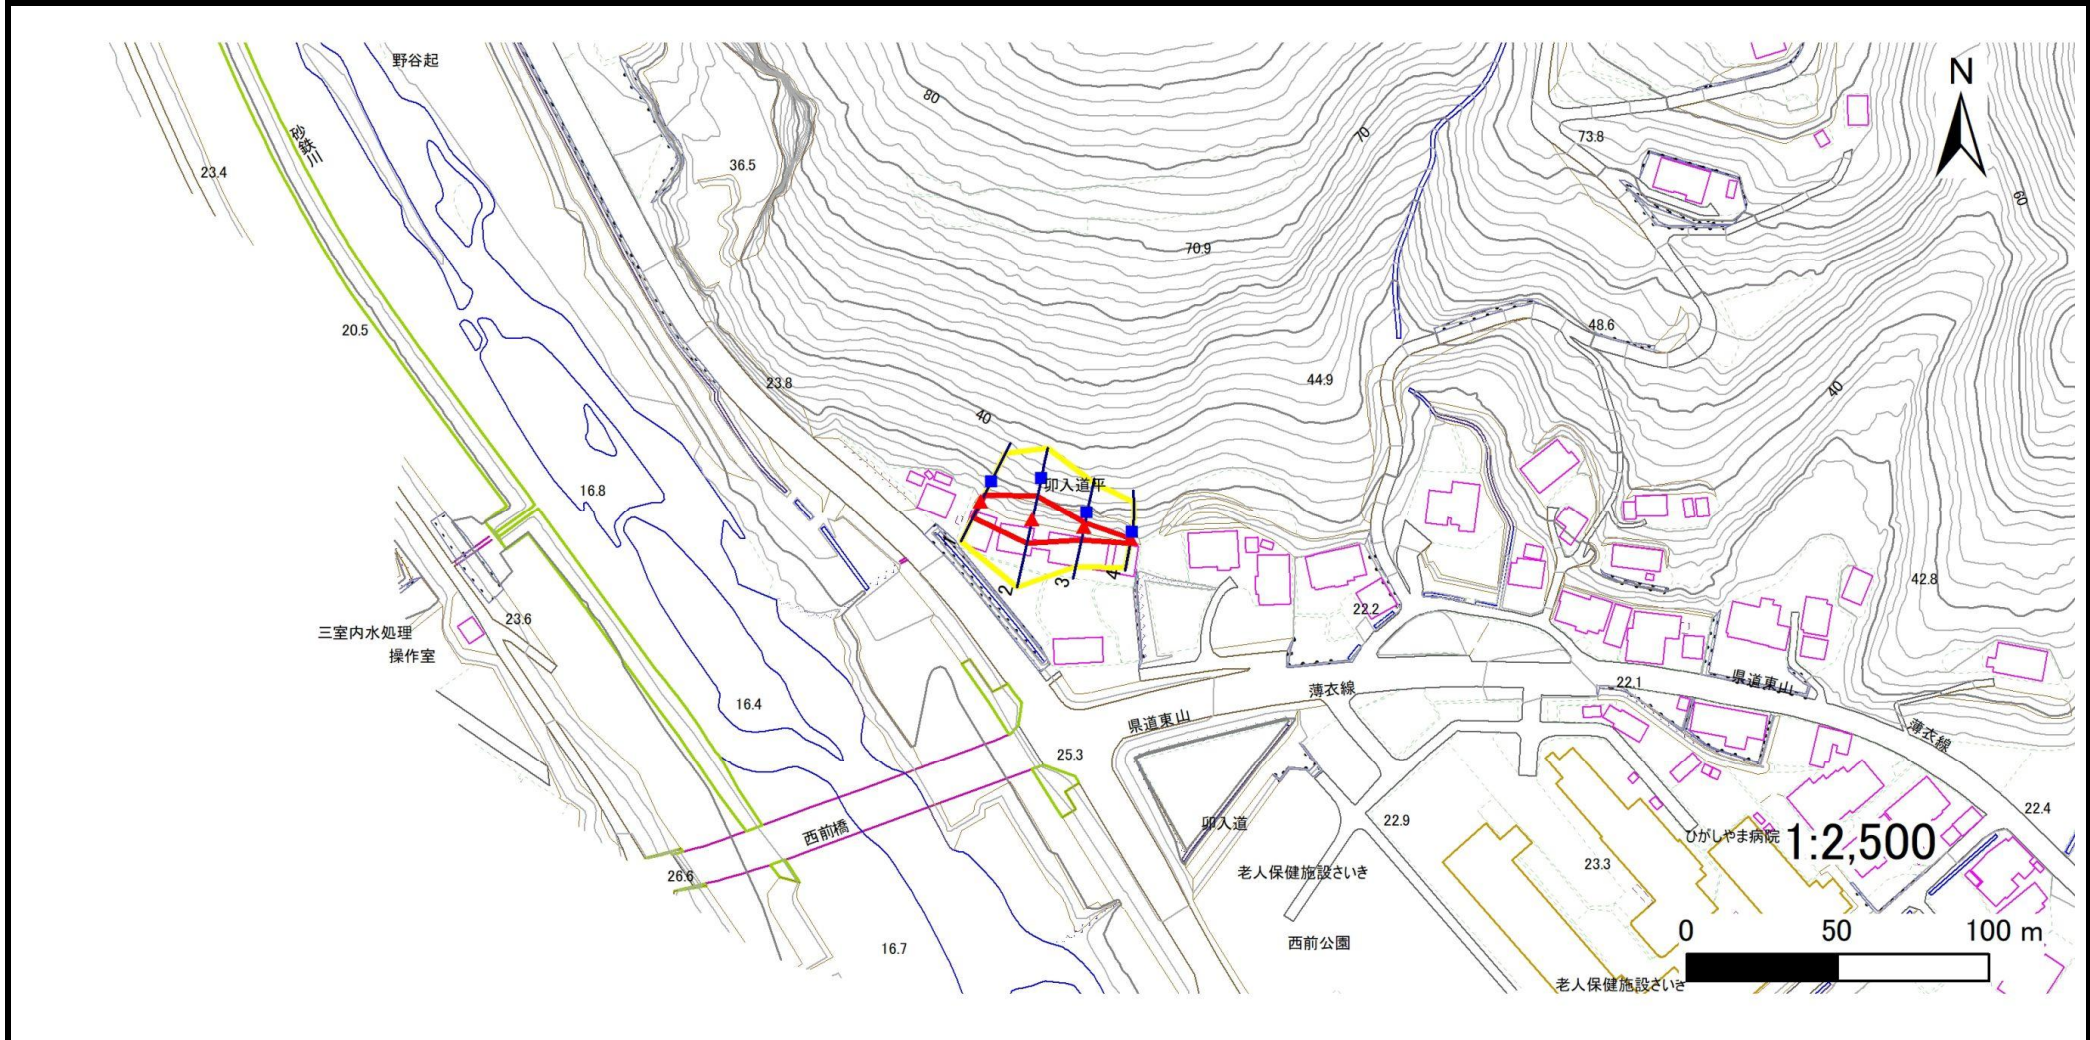 野谷起
N
80
砂鉄川
70
73.8
36.5
23.4
60
70.9
20.5
48.6
44.9
23.8
40
40
卯入道平
16.8
42.8
1
2
3
4
22.2
23.6
三室内水処理
操作室
22.1
県道東山
薄衣線
16.4
県道東山
薄衣線
25.3
22.4
卯入道
22.9
西前橋
ひがしやま病院
1:2,500
23.3
老人保健施設さいき
26.6
0 50 100 m
西前公園
16.7
老人保健施設さいき